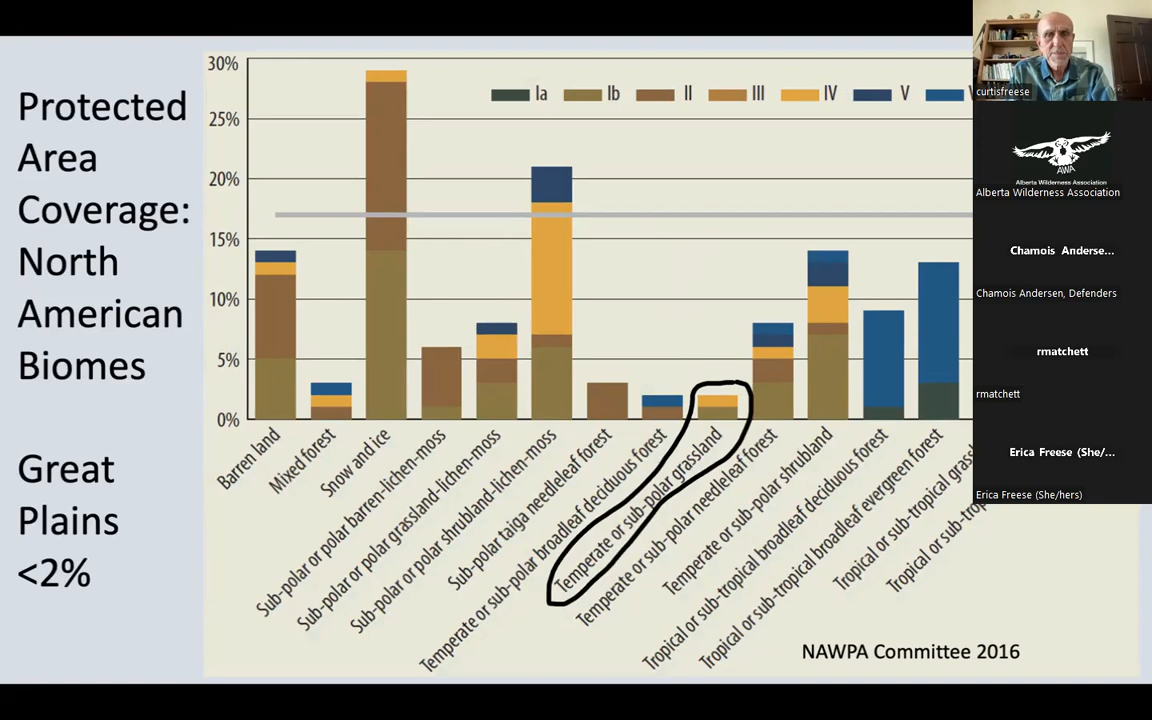 Protected
Area
Coverage:
North
American
Biomes
Great
Plains
<2%
30%
25%
20%
15%
10%
5%
0%
Ia
Ib
II
III
IV
V
Barren land
Mixed forest
Snow and ice
Sub-polar or polar barren-lichen-moss
Sub-polar or polar grassland-lichen-moss
Sub-polar or polar shrubland-lichen-moss
Sub-polar taiga needleleaf forest
Temperate or sub-polar broadleaf deciduous forest
Temperate or sub-polar grassland
Temperate or sub-polar needleleaf forest
Temperate or sub-polar shrubland
Tropical or sub-tropical broadleaf deciduous forest
Tropical or sub-tropical broadleaf evergreen forest
Tropical or sub-tropical
Tropical or
NAWPA Committee 2016
curtisfreese
AWA
Alberta Wilderness Association
Alberta Wilderness Association
Chamois Anderse...
Chamois Andersen, Defenders
rmatchett
rmatchett
Erica Freese (She/...
Erica Freese (She/hers)